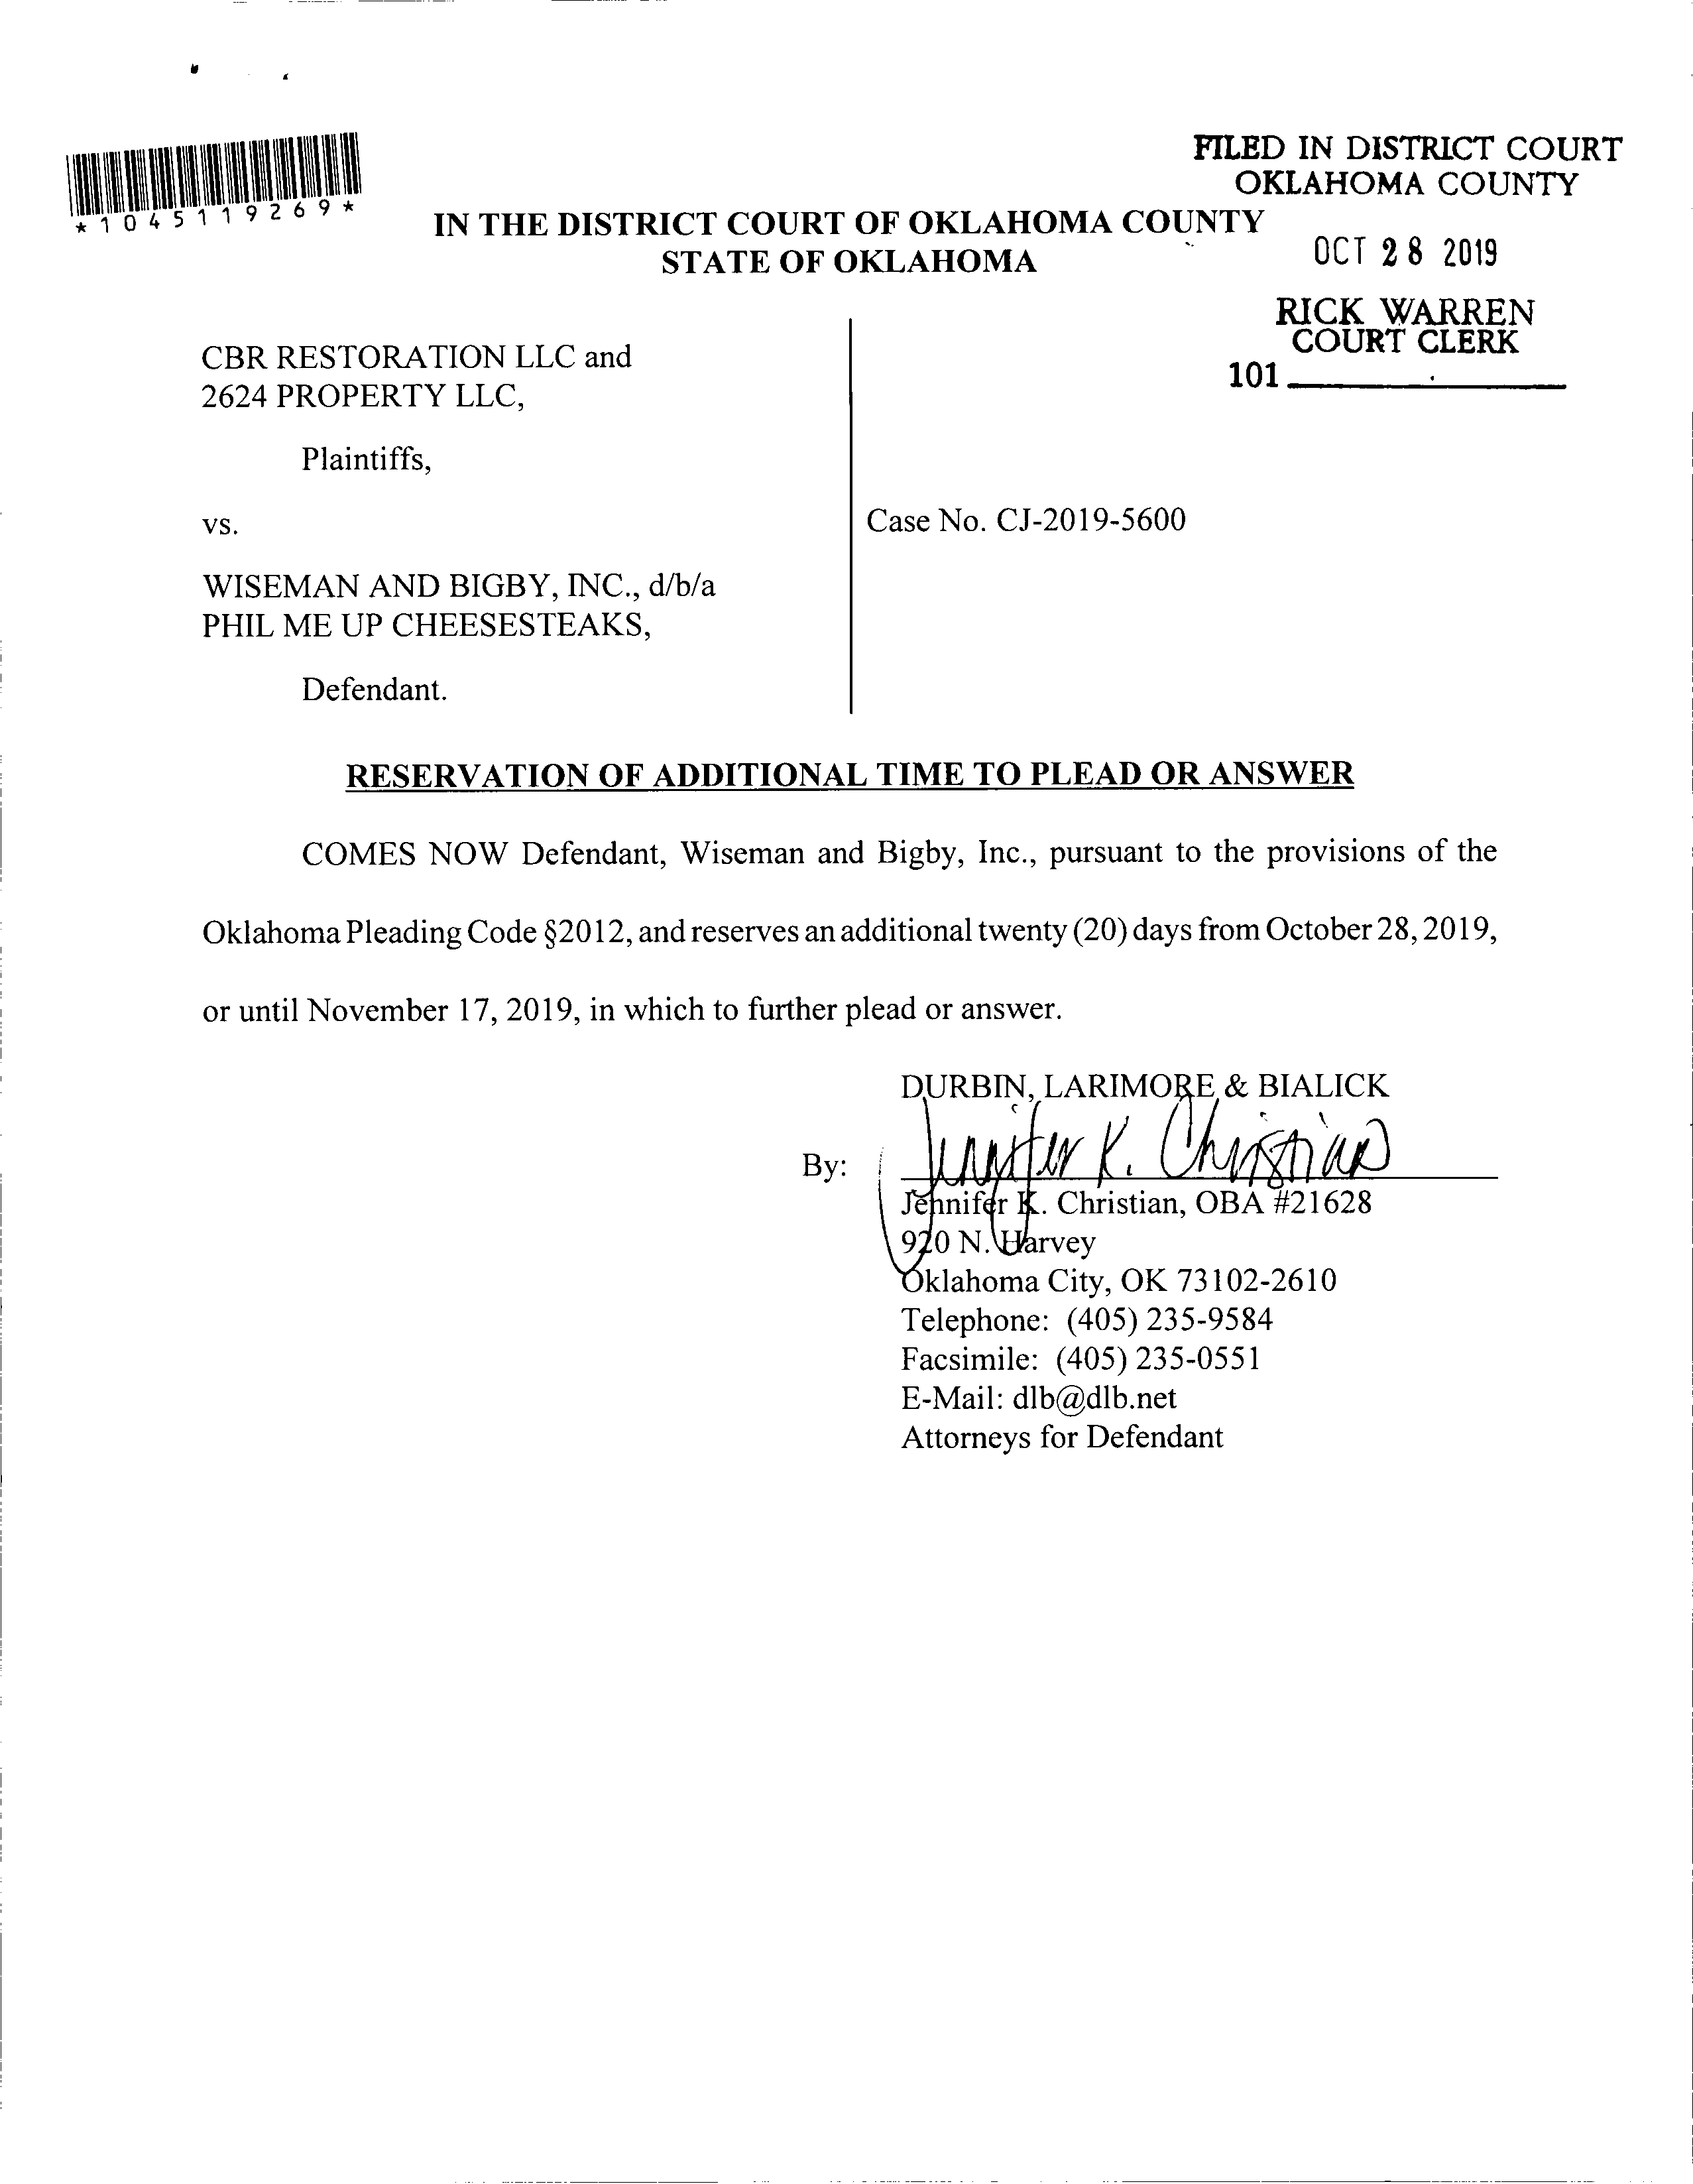 *1045119269*
FILED IN DISTRICT COURT
OKLAHOMA COUNTY
IN THE DISTRICT COURT OF OKLAHOMA COUNTY
STATE OF OKLAHOMA
OCT 28 2019
RICK WARREN
COURT CLERK
101
CBR RESTORATION LLC and
2624 PROPERTY LLC,
Plaintiffs,
vs.
Case No. CJ-2019-5600
WISEMAN AND BIGBY, INC., d/b/a
PHIL ME UP CHEESESTEAKS,
Defendant.
RESERVATION OF ADDITIONAL TIME TO PLEAD OR ANSWER
COMES NOW Defendant, Wiseman and Bigby, Inc., pursuant to the provisions of the
Oklahoma Pleading Code §2012, and reserves an additional twenty (20) days from October 28, 2019,
or until November 17, 2019, in which to further plead or answer.
DURBIN, LARIMORE & BIALICK
By: Jennifer K. Christian
Jennifer K. Christian, OBA #21628
920 N. Harvey
Oklahoma City, OK 73102-2610
Telephone: (405) 235-9584
Facsimile: (405) 235-0551
E-Mail: dlb@dlb.net
Attorneys for Defendant